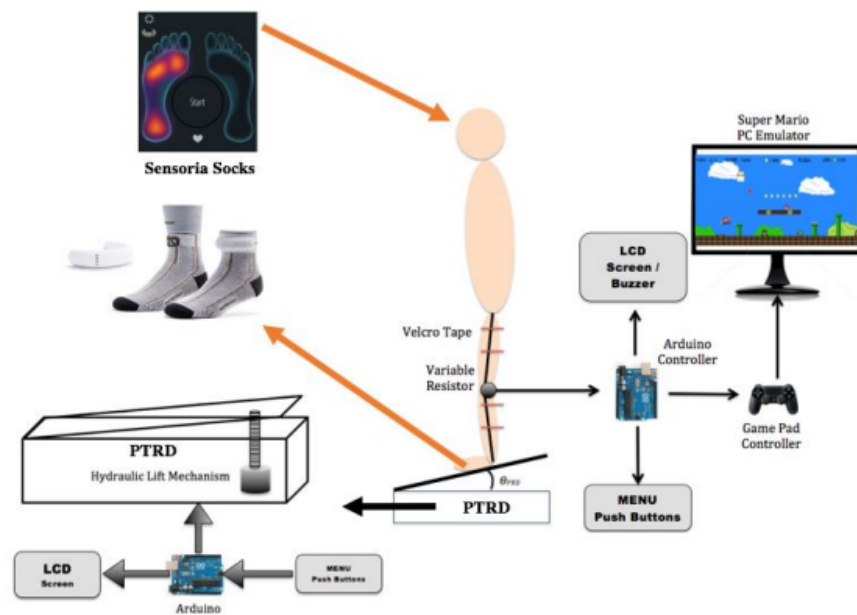 Start
Sensoria Socks
Super Mario
PC Emulator
LCD
Screen /
Buzzer
Velcro Tape
Variable
Resistor
Arduino
Controller
Game Pad
Controller
PTRD
Hydraulic Lift Mechanism
θPRD
PTRD
MENU
Push Buttons
LCD
Screen
MENU
Push Buttons
Arduino